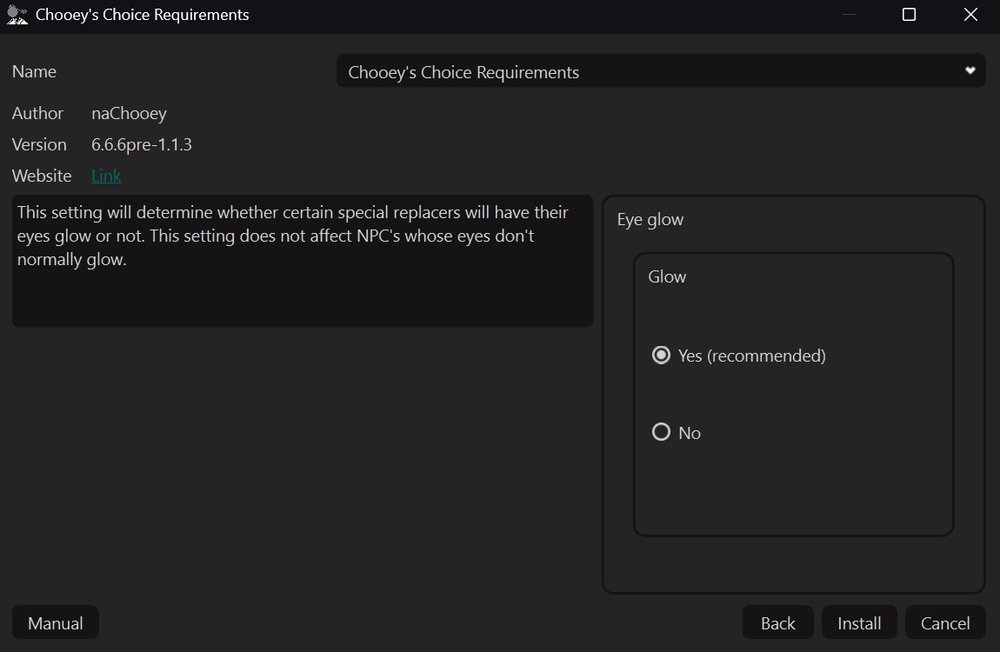 Chooey's Choice Requirements
Name
Chooey's Choice Requirements
Author naChooey
Version 6.6.6pre-1.1.3
Website Link
This setting will determine whether certain special replacers will have their
eyes glow or not. This setting does not affect NPC's whose eyes don't
normally glow.
Eye glow
Glow
Yes (recommended)
No
Manual
Back
Install
Cancel